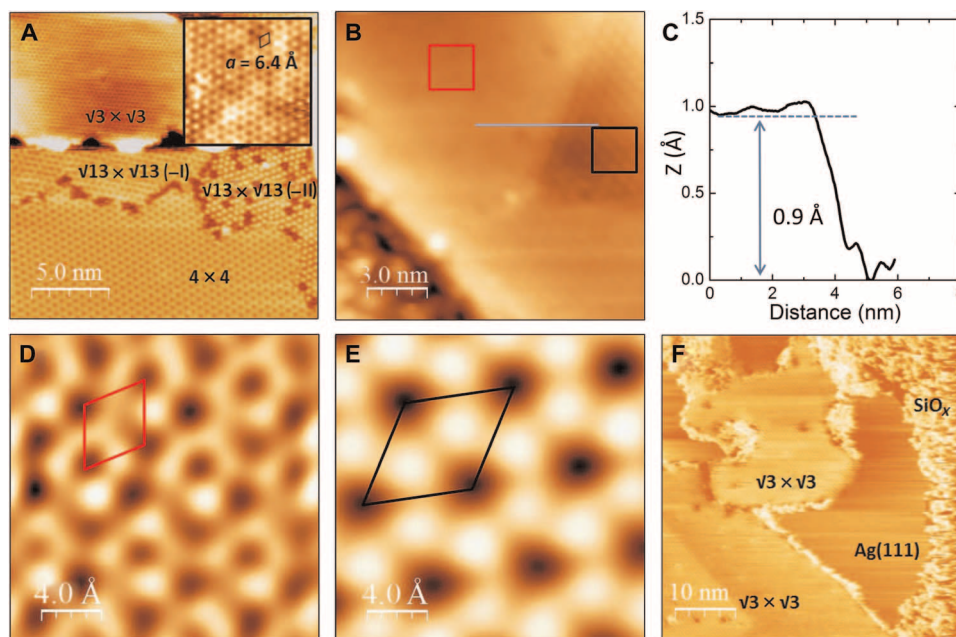 A
a = 6.4 Å
√3 × √3
√13 × √13 (–I)
√13 × √13 (–II)
4 × 4
5.0 nm
B
3.0 nm
C
1.5
1.0
0.5
0.0
Z (Å)
0.9 Å
0 2 4 6 8
Distance (nm)
D
4.0 Å
E
4.0 Å
F
SiOx
√3 × √3
Ag(111)
10 nm
√3 × √3